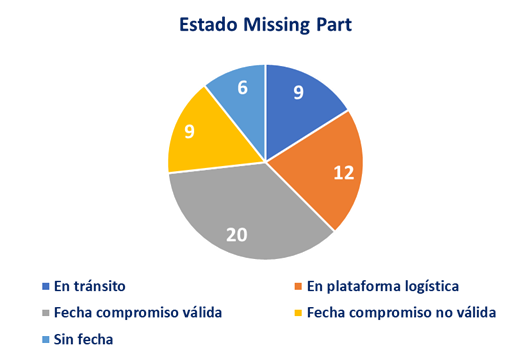 Estado Missing Part
6
9
9
12
20
En tránsito
En plataforma logística
Fecha compromiso válida
Fecha compromiso no válida
Sin fecha